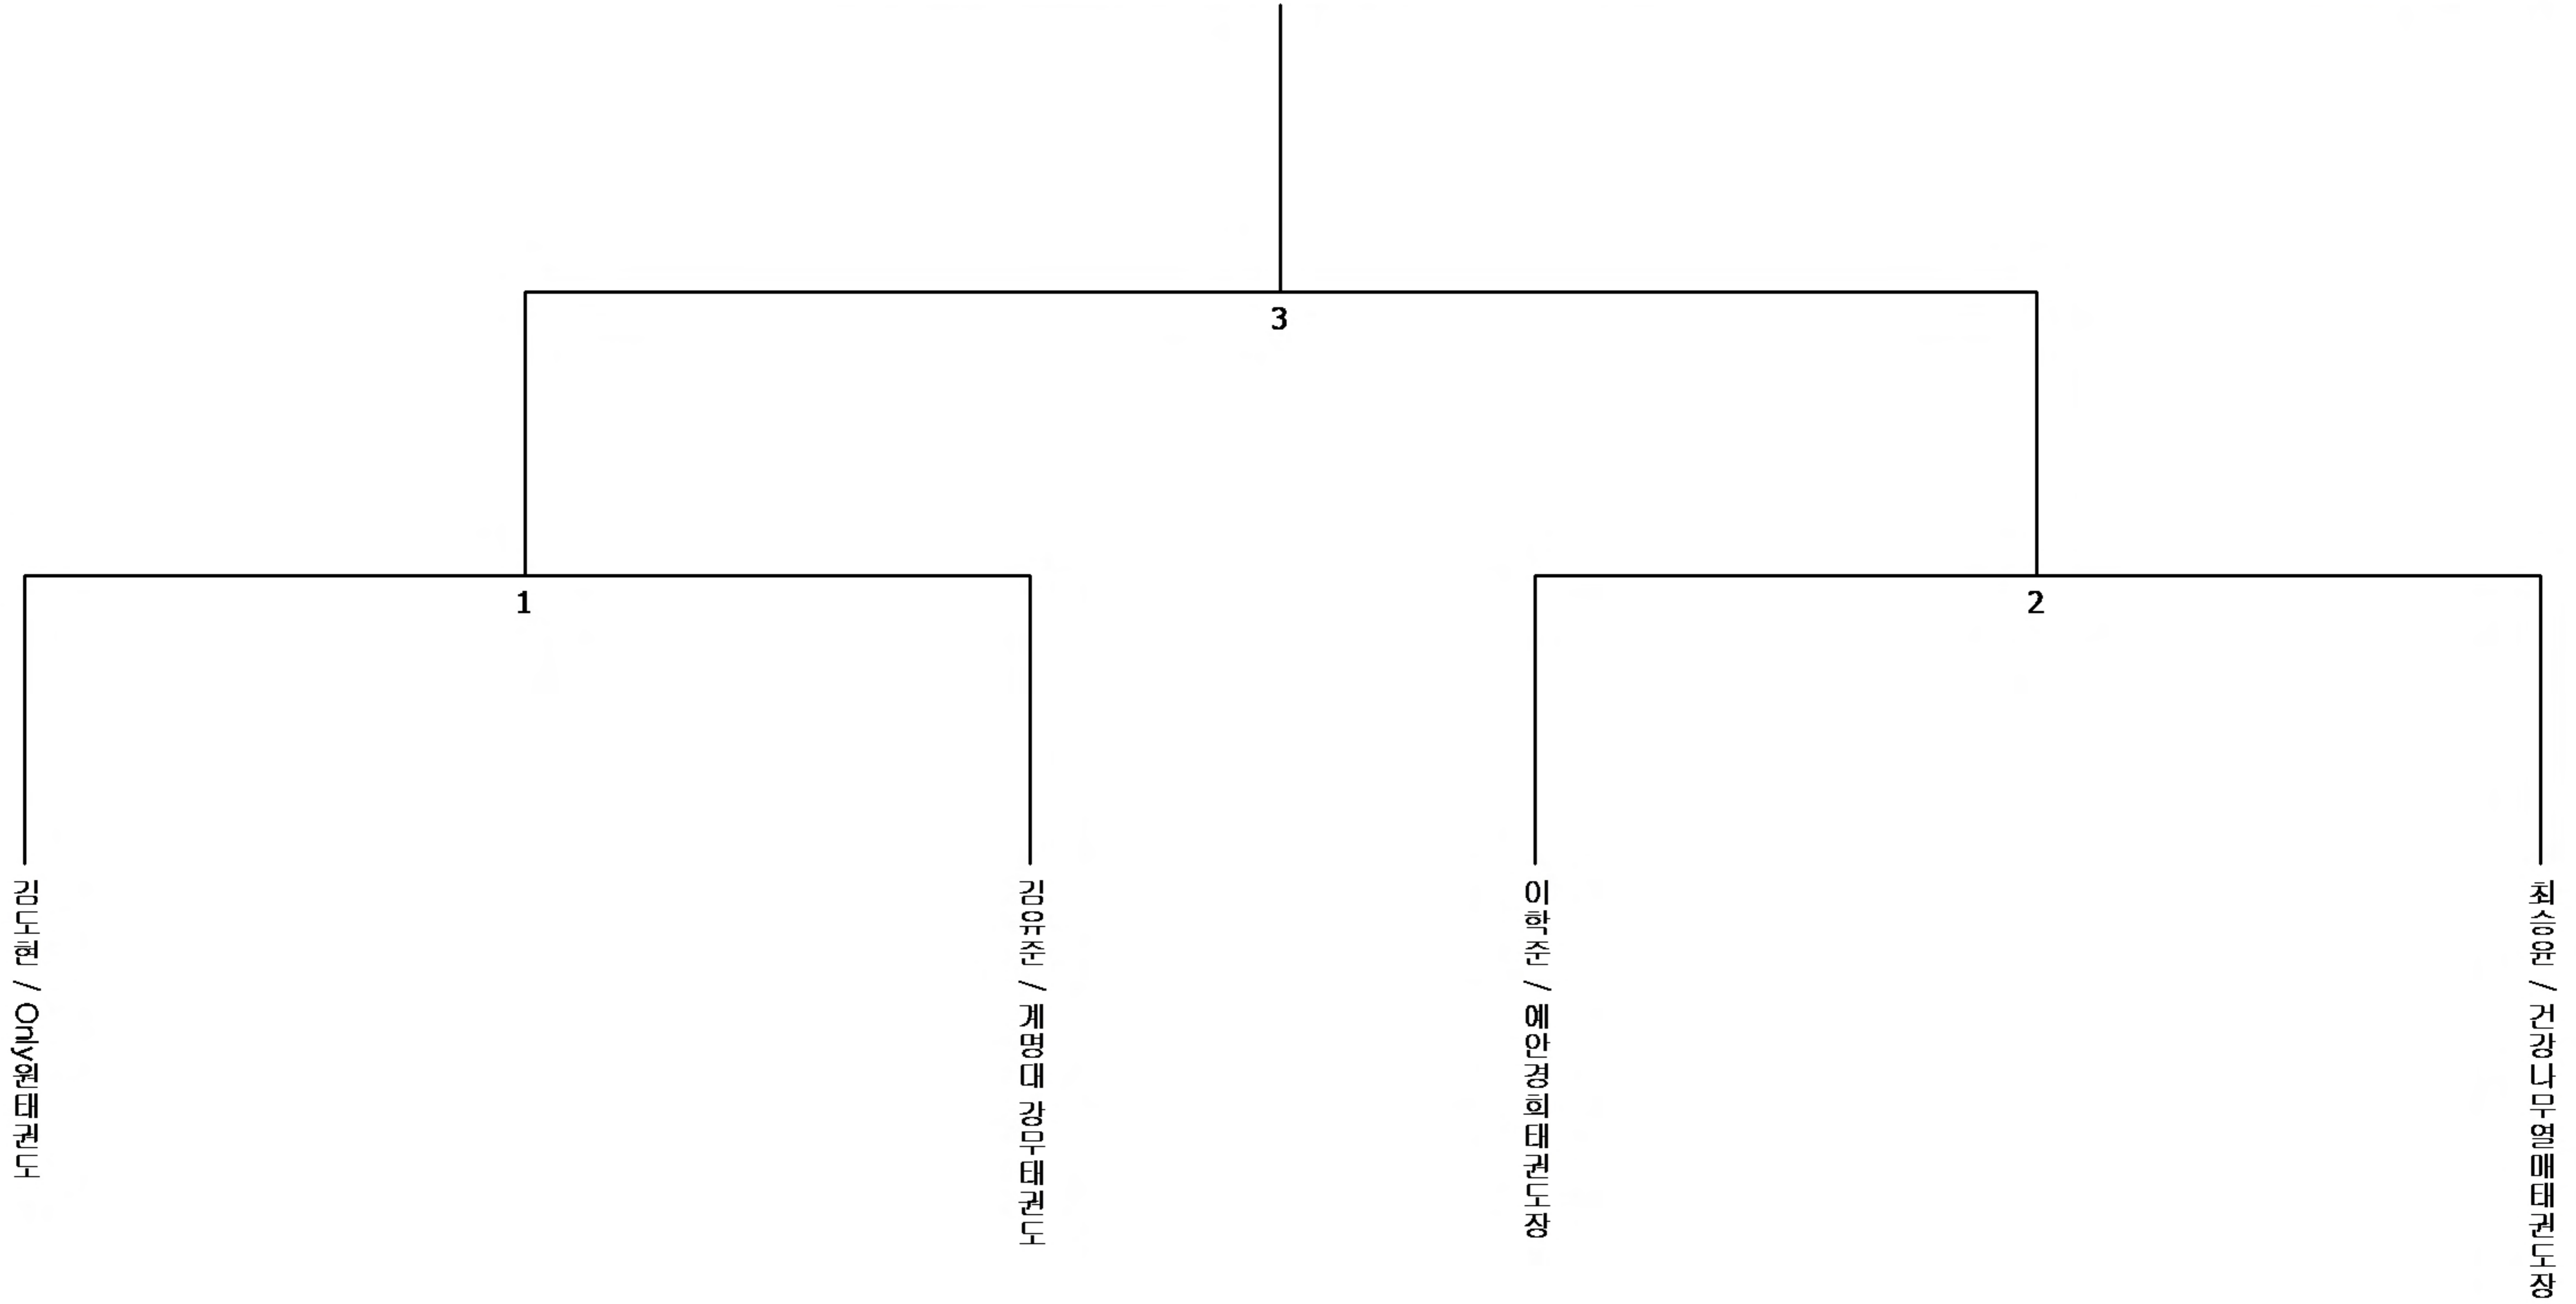 3
1
2
김도현 / Only원태권도
김유준 / 계명대 강무태권도
이학준 / 예안경희태권도장
최승윤 / 건강나무열매태권도장